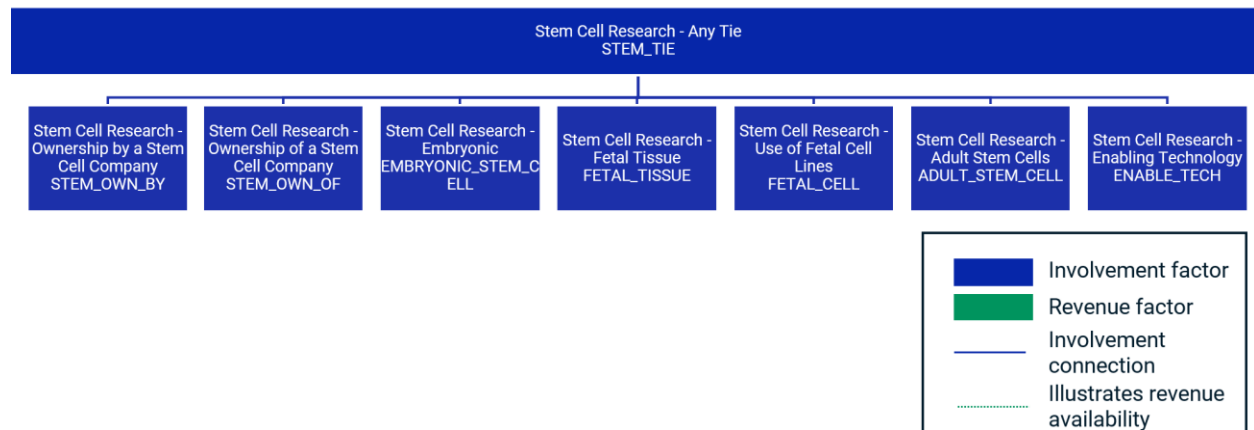 Stem Cell Research - Any Tie
STEM_TIE
Stem Cell Research -
Ownership by a Stem
Cell Company
STEM_OWN_BY
Stem Cell Research -
Ownership of a Stem
Cell Company
STEM_OWN_OF
Stem Cell Research -
Embryonic
EMBRYONIC_STEM_C
ELL
Stem Cell Research -
Fetal Tissue
FETAL_TISSUE
Stem Cell Research -
Use of Fetal Cell
Lines
FETAL_CELL
Stem Cell Research -
Adult Stem Cells
ADULT_STEM_CELL
Stem Cell Research -
Enabling Technology
ENABLE_TECH
Involvement factor
Revenue factor
Involvement
connection
Illustrates revenue
availability